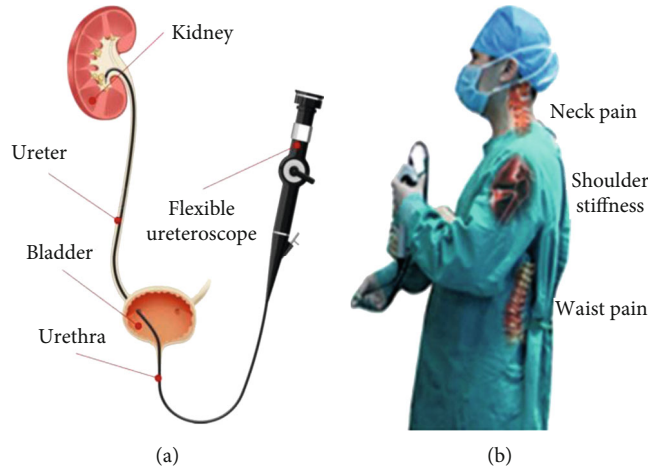 Kidney
Ureter
Flexible
ureteroscope
Bladder
Urethra
(a)
Neck pain
Shoulder
stiffness
Waist pain
(b)